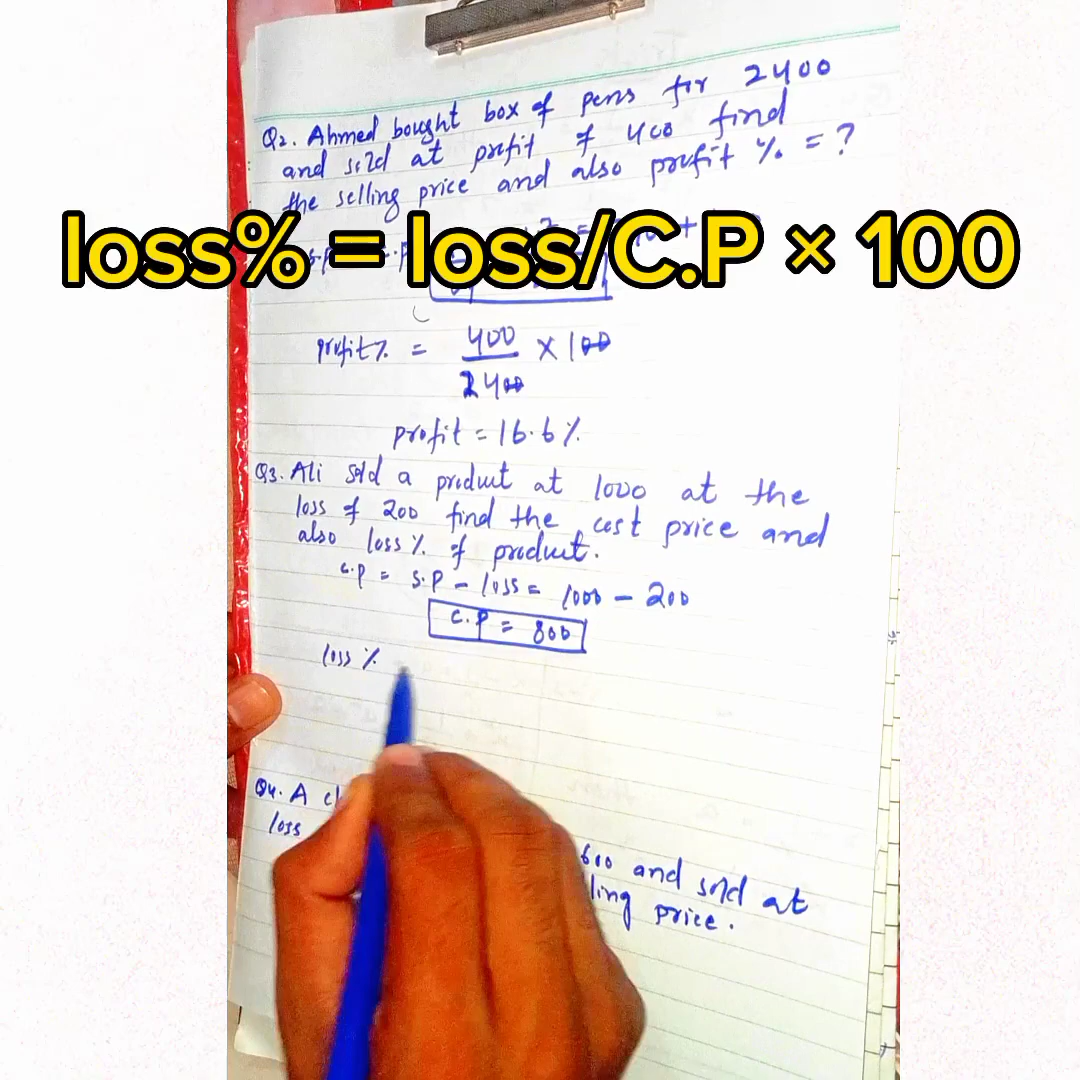 Q2. Ahmed bought box of pens for 2400
and sold at profit of 400 find
the selling price and also profit % = ?
loss% = loss/C.P × 100
profit% = 400/2400 × 100
profit = 16.6%
Q3. Ali sold a product at 1000 at the
loss of 200 find the cost price and
also loss% of product.
C.P = S.P - loss = 1000 - 200
C.P = 800
loss %
Q4. A
loss 600 and sold at
price.